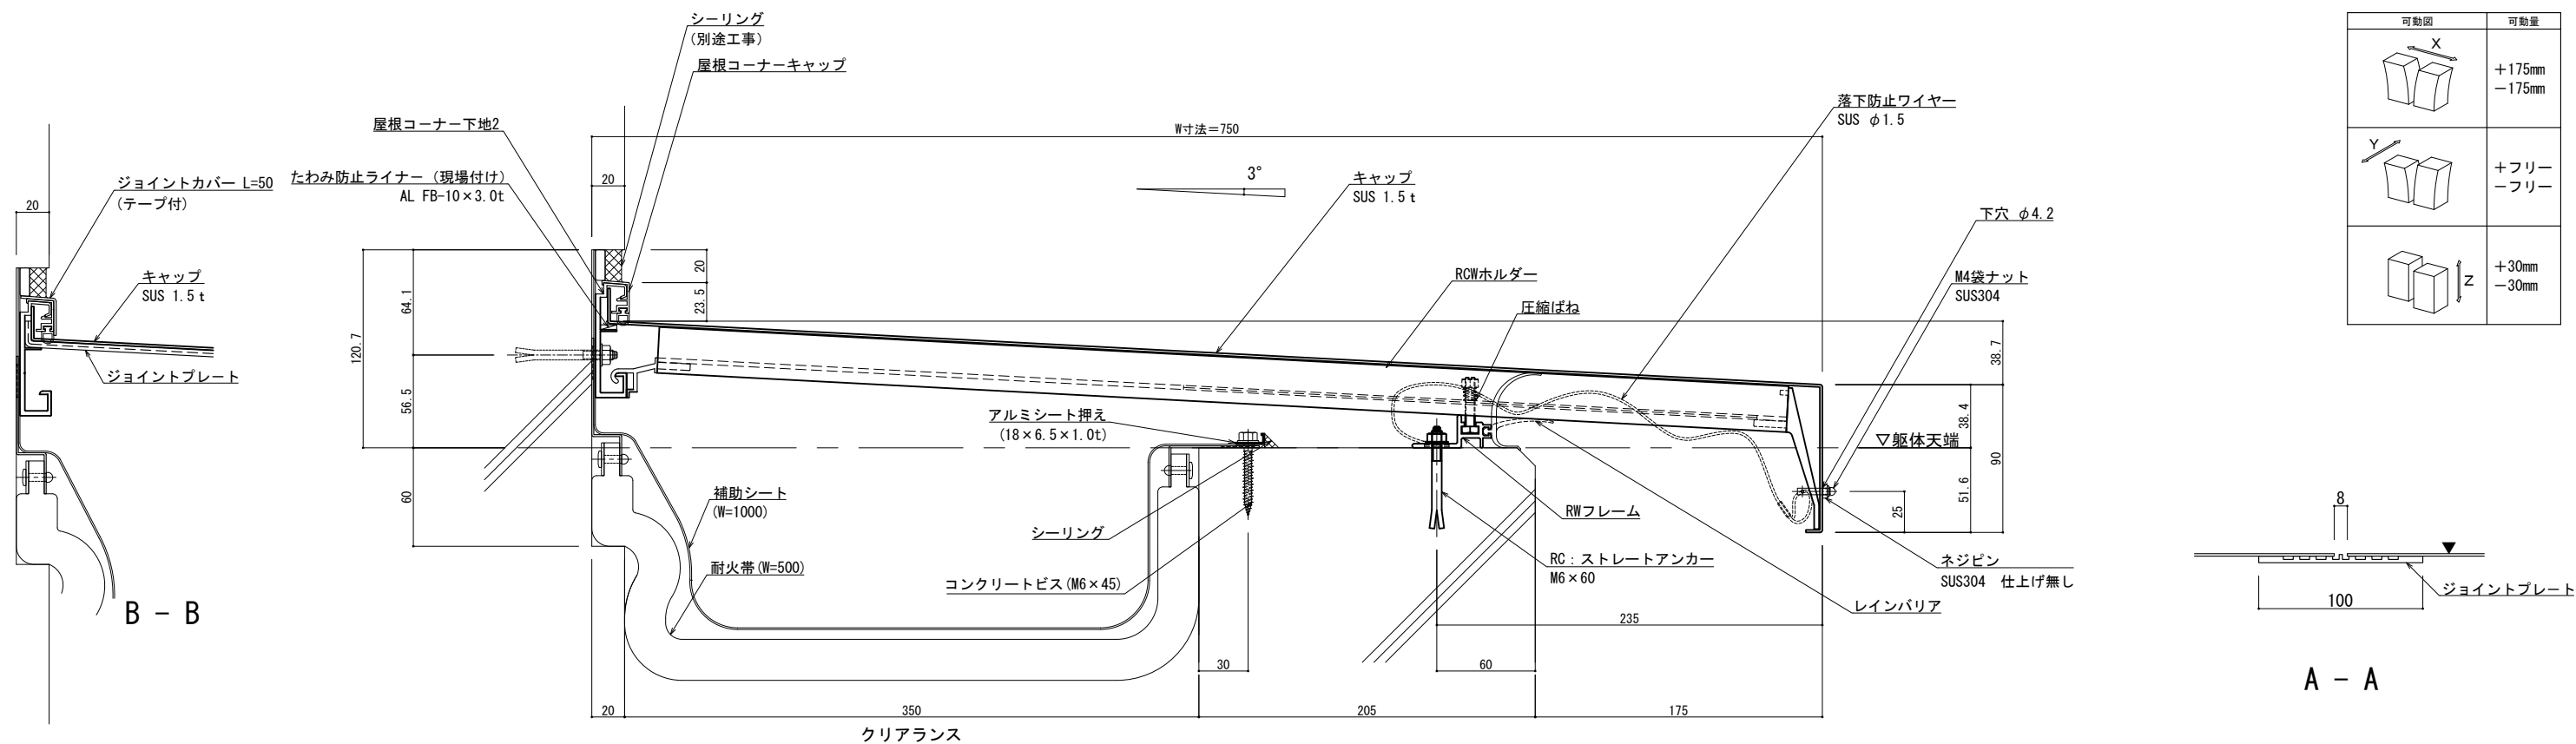 シーリング
(別途工事)
屋根コーナーキャップ
屋根コーナー下地2
たわみ防止ライナー（現場付け）
AL FB-10×3.0t
ジョイントカバー L=50
(テープ付)
20
キャップ
SUS 1.5t
ジョイントプレート
B － B
W寸法＝750
20
3°
キャップ
SUS 1.5t
落下防止ワイヤー
SUS φ1.5
下穴 φ4.2
M4袋ナット
SUS304
RCWホルダー
圧縮ばね
20
23.5
64.1
120.7
56.5
60
38.7
38.4
90
51.6
25
▽躯体天端
アルミシート押え
(18×6.5×1.0t)
補助シート
(W=1000)
シーリング
耐火帯(W=500)
コンクリートビス(M6×45)
RWフレーム
RC：ストレートアンカー
M6×60
ネジピン
SUS304 仕上げ無し
レインバリア
235
30
60
20
350
205
175
クリアランス
可動図
可動量
X
＋175mm
－175mm
Y
＋フリー
－フリー
Z
＋30mm
－30mm
8
ジョイントプレート
100
A － A